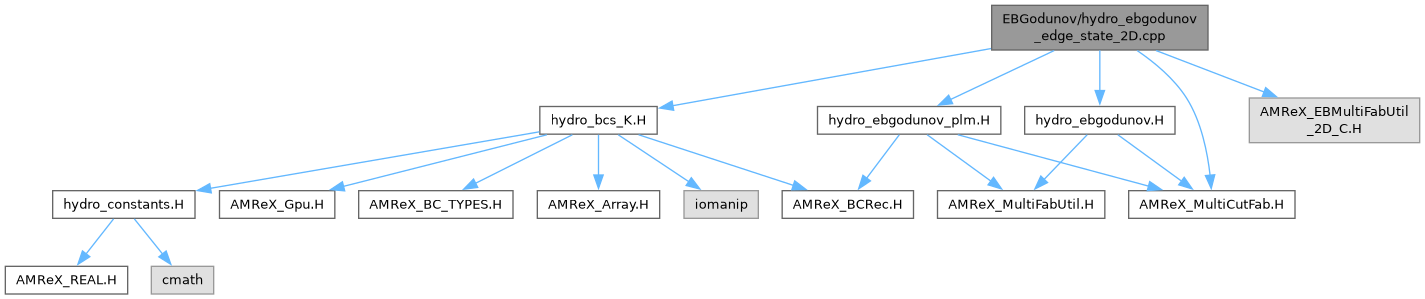 EBGodunov/hydro_ebgodunov
_edge_state_2D.cpp
hydro_bcs_K.H
hydro_ebgodunov_plm.H
hydro_ebgodunov.H
AMReX_EBMultiFabUtil
_2D_C.H
hydro_constants.H
AMReX_Gpu.H
AMReX_BC_TYPES.H
AMReX_Array.H
iomanip
AMReX_BCRec.H
AMReX_MultiFabUtil.H
AMReX_MultiCutFab.H
AMReX_REAL.H
cmath